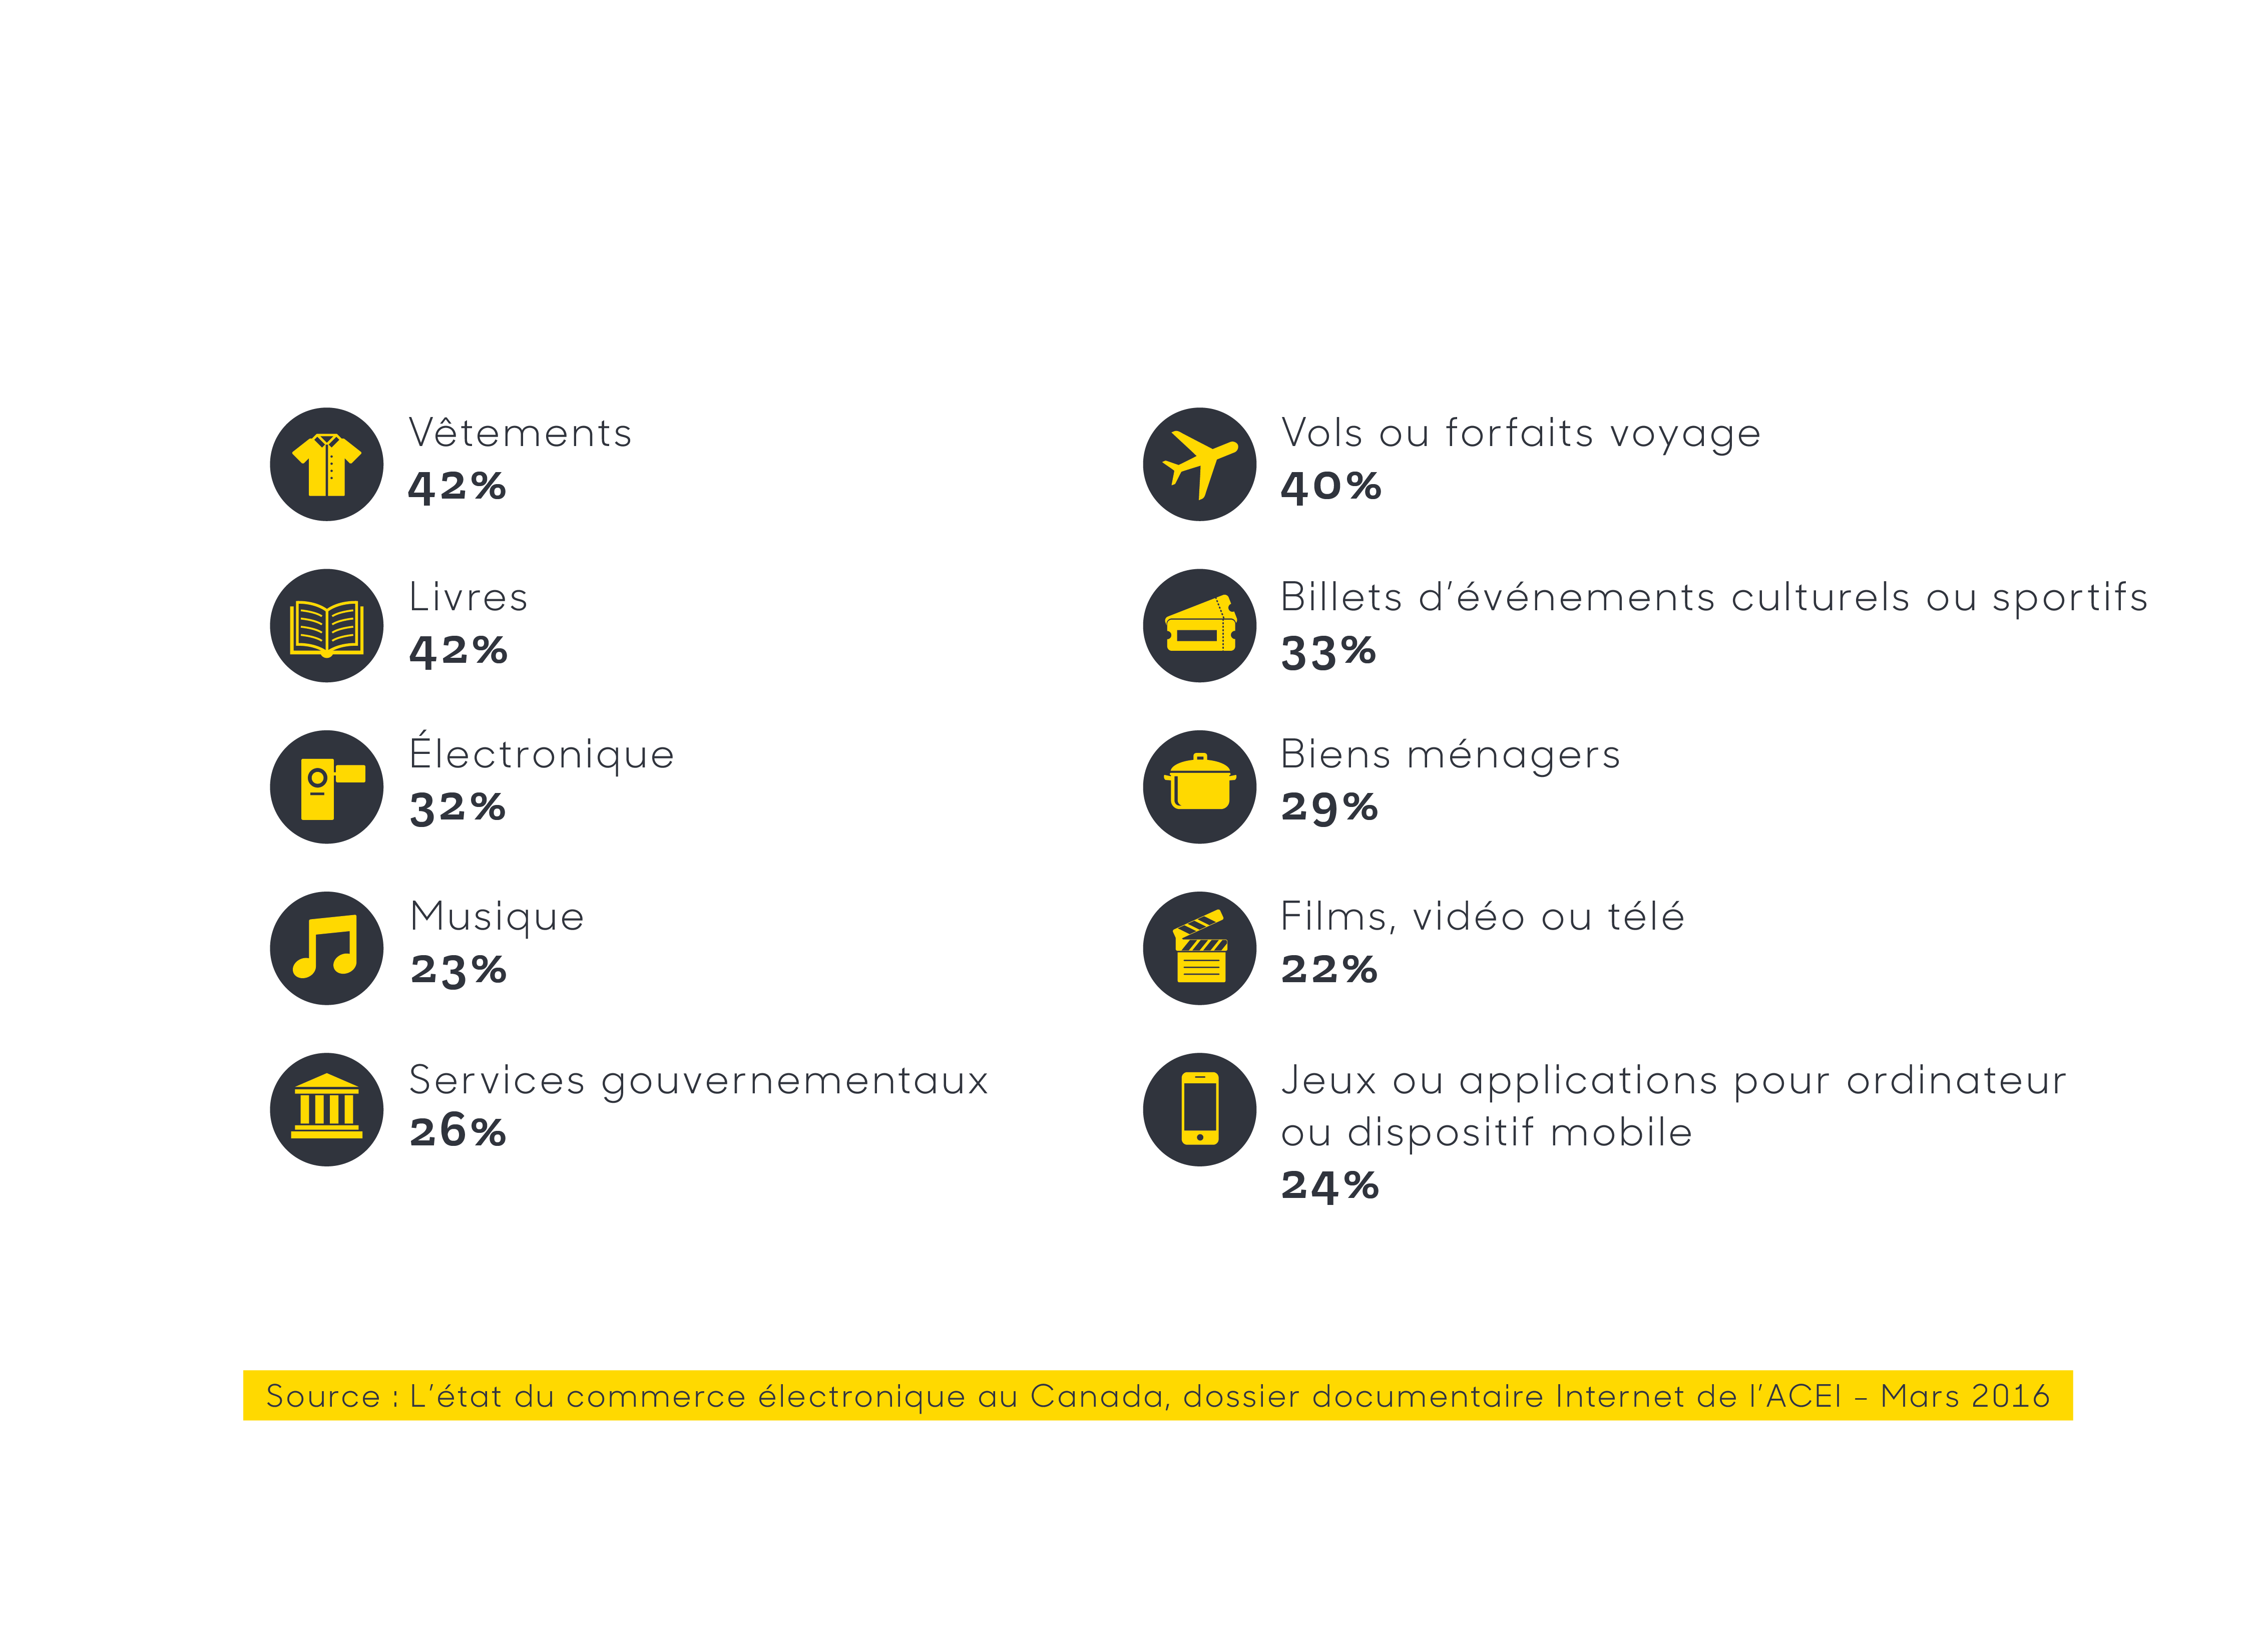 Vêtements
42%
Vols ou forfaits voyage
40%
Livres
42%
Billets d’événements culturels ou sportifs
33%
Électronique
32%
Biens ménagers
29%
Musique
23%
Films, vidéo ou télé
22%
Services gouvernementaux
26%
Jeux ou applications pour ordinateur
ou dispositif mobile
24%
Source : L’état du commerce électronique au Canada, dossier documentaire Internet de l’ACEI – Mars 2016